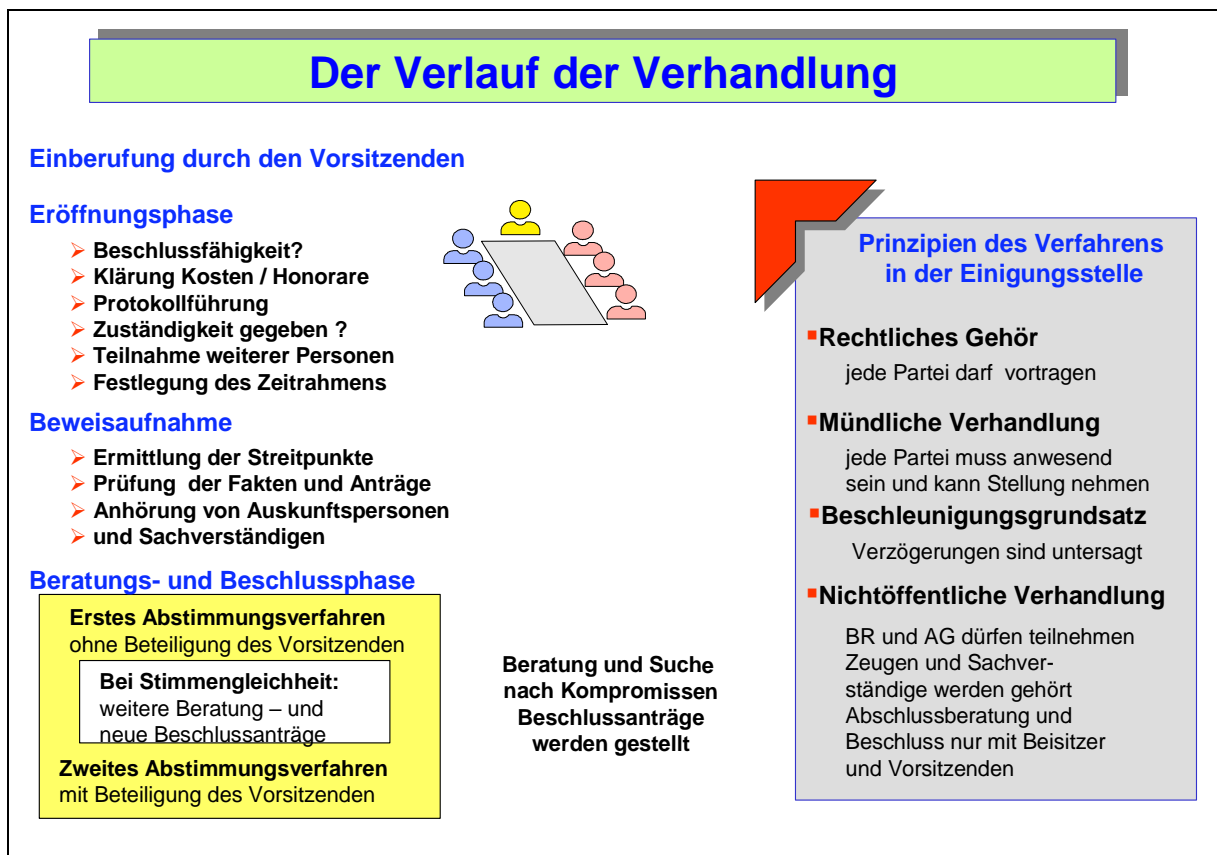 Der Verlauf der Verhandlung
Einberufung durch den Vorsitzenden
Eröffnungsphase
Beschlussfähigkeit?
Klärung Kosten / Honorare
Protokollführung
Zuständigkeit gegeben ?
Teilnahme weiterer Personen
Festlegung des Zeitrahmens
Beweisaufnahme
Ermittlung der Streitpunkte
Prüfung der Fakten und Anträge
Anhörung von Auskunftspersonen
und Sachverständigen
Beratungs- und Beschlussphase
Erstes Abstimmungsverfahren
ohne Beteiligung des Vorsitzenden
Bei Stimmengleichheit:
weitere Beratung – und
neue Beschlussanträge
Zweites Abstimmungsverfahren
mit Beteiligung des Vorsitzenden
Beratung und Suche
nach Kompromissen
Beschlussanträge
werden gestellt
Prinzipien des Verfahrens
in der Einigungsstelle
Rechtliches Gehör
jede Partei darf vortragen
Mündliche Verhandlung
jede Partei muss anwesend
sein und kann Stellung nehmen
Beschleunigungsgrundsatz
Verzögerungen sind untersagt
Nichtöffentliche Verhandlung
BR und AG dürfen teilnehmen
Zeugen und Sachver-
ständige werden gehört
Abschlussberatung und
Beschluss nur mit Beisitzer
und Vorsitzenden